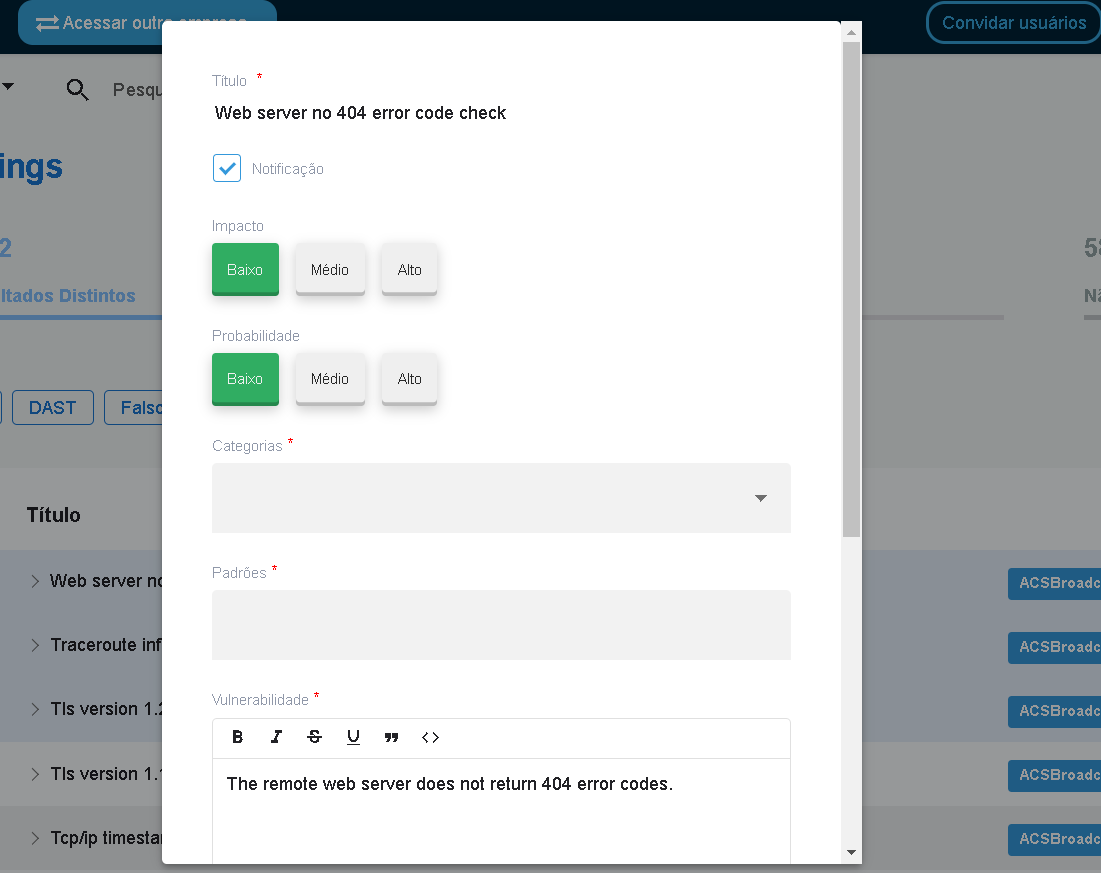 Acessar outra empresa
Convidar usuários
Pesqu
ings
Título *
Web server no 404 error code check
Notificação
2
ltados Distintos
58
Nã
Impacto
Baixo Médio Alto
Probabilidade
Baixo Médio Alto
DAST Falso
Categorias *
Título
Padrões *
Web server no
ACSBroadc
Traceroute inf
ACSBroadc
Tls version 1.2
ACSBroadc
Tls version 1.1
ACSBroadc
Tcp/ip timestam
ACSBroadc
Vulnerabilidade *
B I S U " <>
The remote web server does not return 404 error codes.